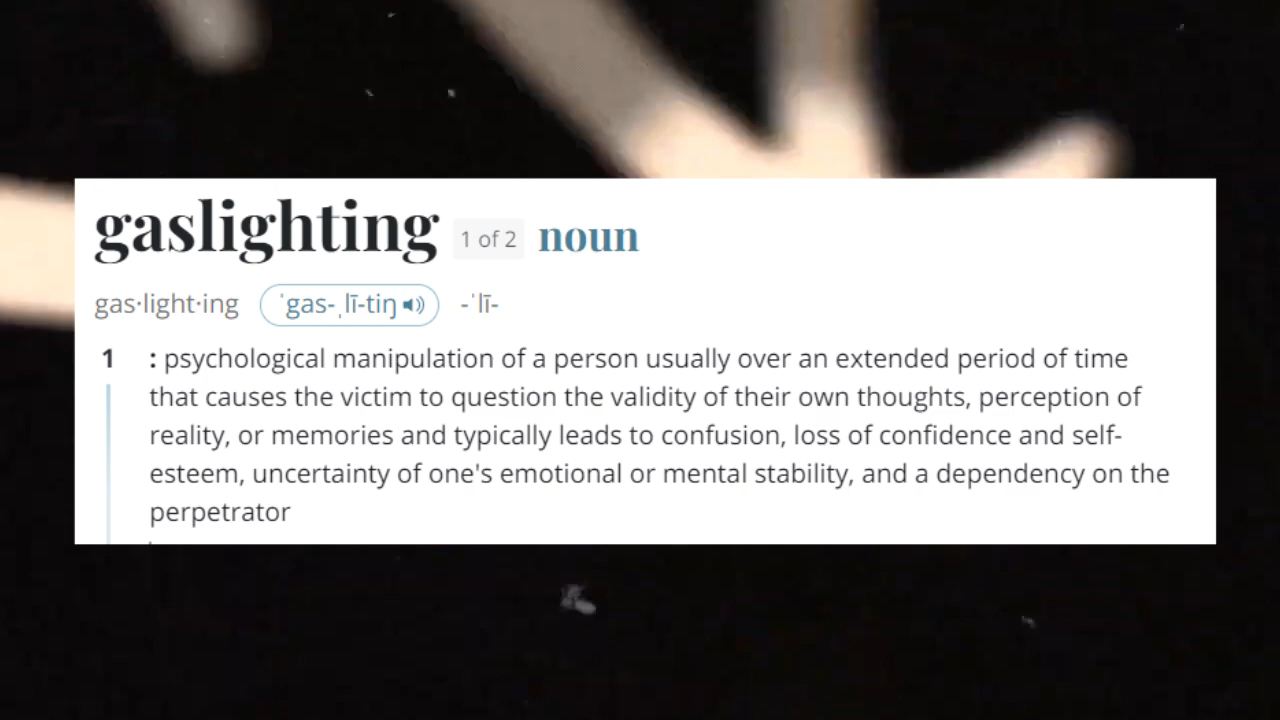 gaslighting 1 of 2 noun
gas·light·ing ˈgas-ˌlī-tiŋ -ˈlī-
1 : psychological manipulation of a person usually over an extended period of time
that causes the victim to question the validity of their own thoughts, perception of
reality, or memories and typically leads to confusion, loss of confidence and self-
esteem, uncertainty of one's emotional or mental stability, and a dependency on the
perpetrator